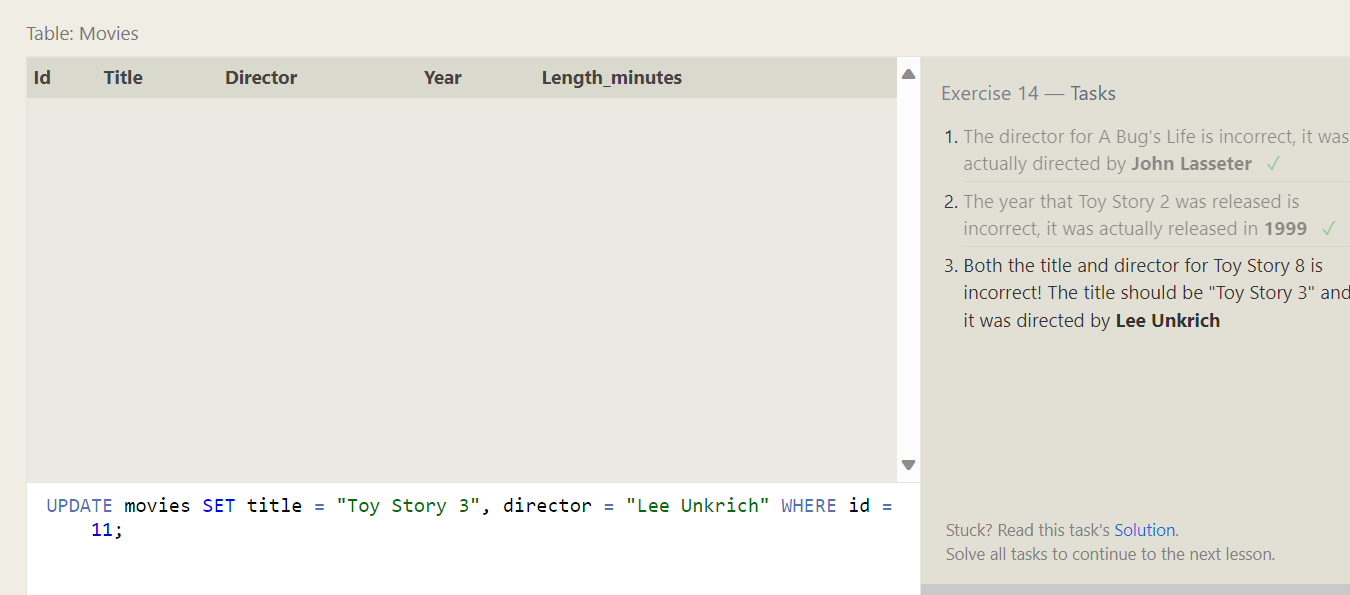 Table: Movies
Id Title Director Year Length_minutes
UPDATE movies SET title = "Toy Story 3", director = "Lee Unkrich" WHERE id =
11;
Exercise 14 — Tasks
1. The director for A Bug's Life is incorrect, it was
actually directed by John Lasseter ✓
2. The year that Toy Story 2 was released is
incorrect, it was actually released in 1999 ✓
3. Both the title and director for Toy Story 8 is
incorrect! The title should be "Toy Story 3" and
it was directed by Lee Unkrich
Stuck? Read this task's Solution.
Solve all tasks to continue to the next lesson.